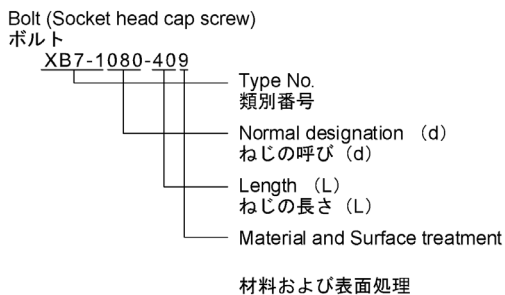 Bolt (Socket head cap screw)
ボルト
XB7-1080-409
Type No.
類別番号
Normal designation （d）
ねじの呼び（d）
Length （L）
ねじの長さ（L）
Material and Surface treatment
材料および表面処理